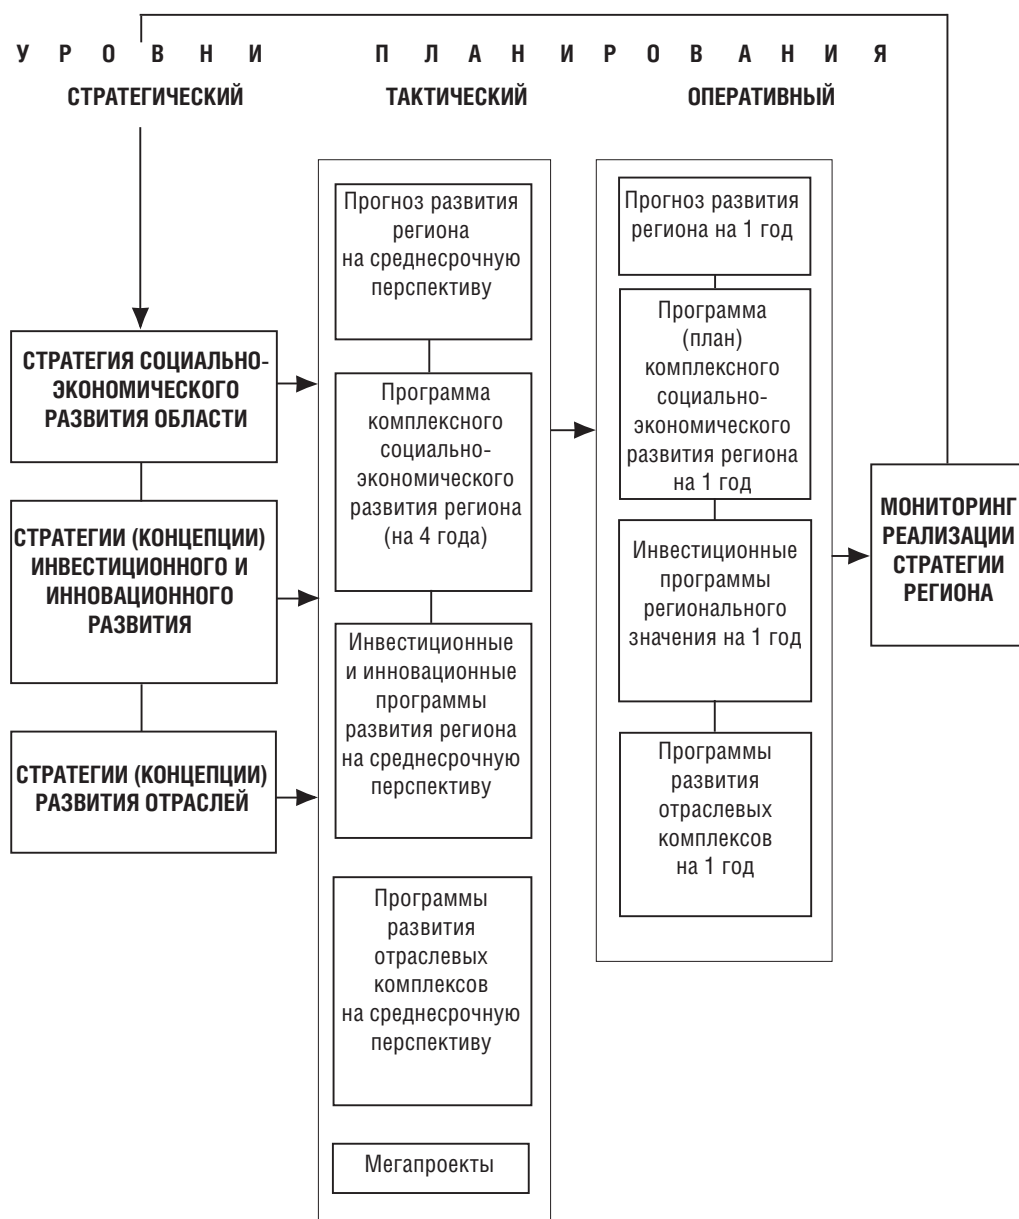 У Р О В Н И П Л А Н И Р О В А Н И Я
СТРАТЕГИЧЕСКИЙ
ТАКТИЧЕСКИЙ
ОПЕРАТИВНЫЙ
СТРАТЕГИЯ СОЦИАЛЬНО-
ЭКОНОМИЧЕСКОГО
РАЗВИТИЯ ОБЛАСТИ
СТРАТЕГИИ (КОНЦЕПЦИИ)
ИНВЕСТИЦИОННОГО И
ИННОВАЦИОННОГО
РАЗВИТИЯ
СТРАТЕГИИ (КОНЦЕПЦИИ)
РАЗВИТИЯ ОТРАСЛЕЙ
Прогноз развития
региона
на среднесрочную
перспективу
Программа
комплексного
социально-
экономического
развития региона
(на 4 года)
Инвестиционные
и инновационные
программы
развития региона
на среднесрочную
перспективу
Программы
развития
отраслевых
комплексов
на среднесрочную
перспективу
Мегапроекты
Прогноз развития
региона на 1 год
Программа
(план)
комплексного
социально-
экономического
развития региона
на 1 год
Инвестиционные
программы
регионального
значения на 1 год
Программы
развития
отраслевых
комплексов
на 1 год
МОНИТОРИНГ
РЕАЛИЗАЦИИ
СТРАТЕГИИ
РЕГИОНА